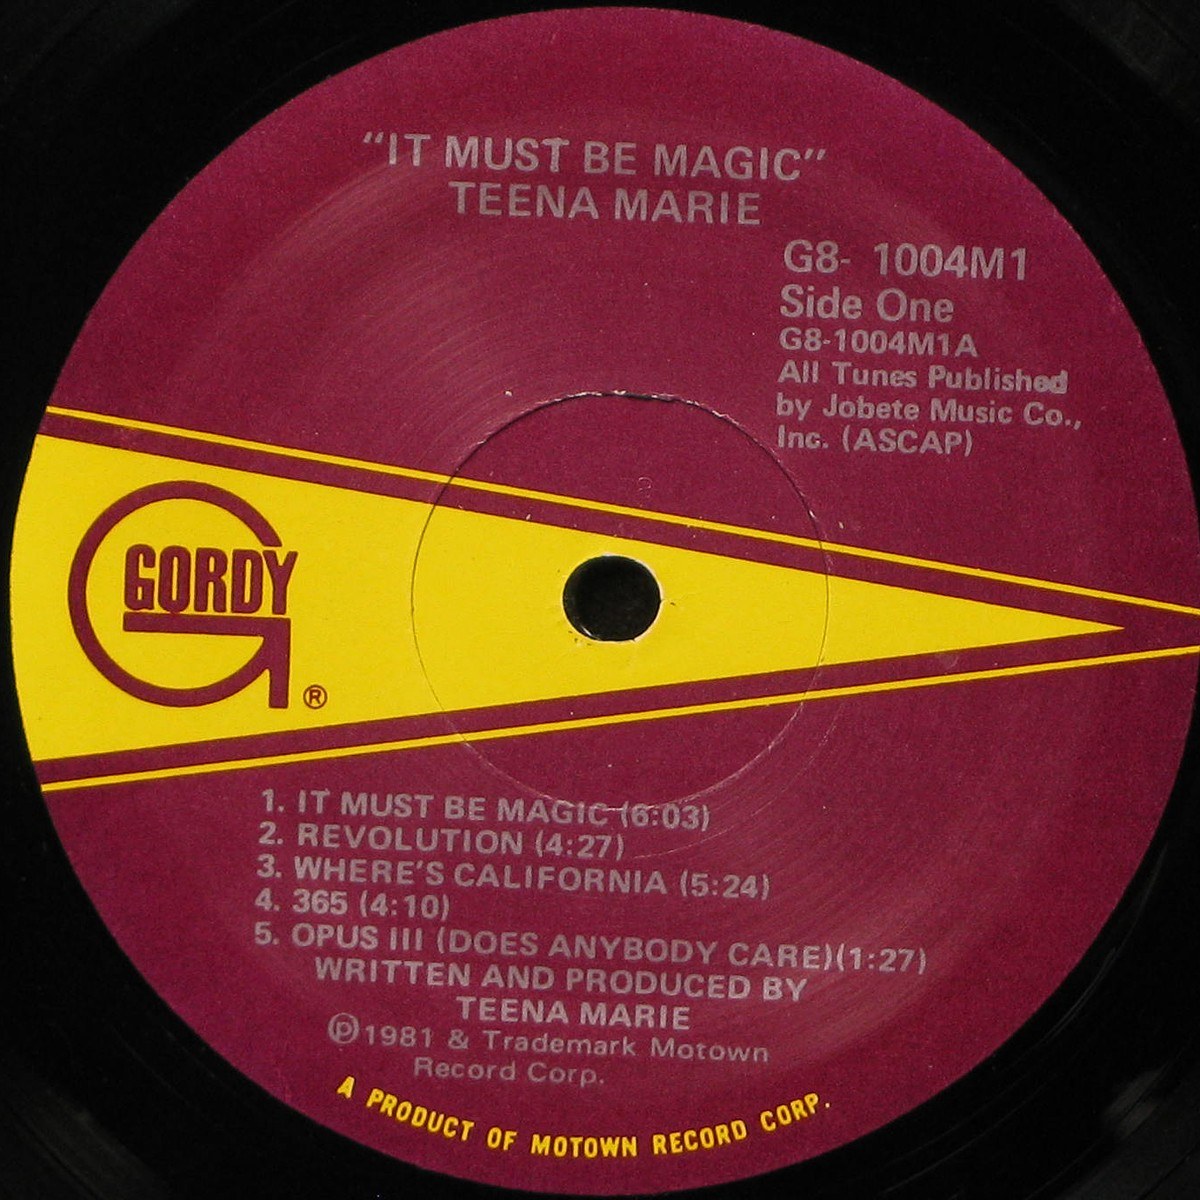 "IT MUST BE MAGIC"
TEENA MARIE
G8- 1004M1
Side One
G8-1004M1A
All Tunes Published
by Jobete Music Co.,
Inc. (ASCAP)
GORDY
®
1. IT MUST BE MAGIC (6:03)
2. REVOLUTION (4:27)
3. WHERE'S CALIFORNIA (5:24)
4. 365 (4:10)
5. OPUS III (DOES ANYBODY CARE)(1:27)
WRITTEN AND PRODUCED BY
TEENA MARIE
℗1981 & Trademark Motown
Record Corp.
A PRODUCT OF MOTOWN RECORD CORP.